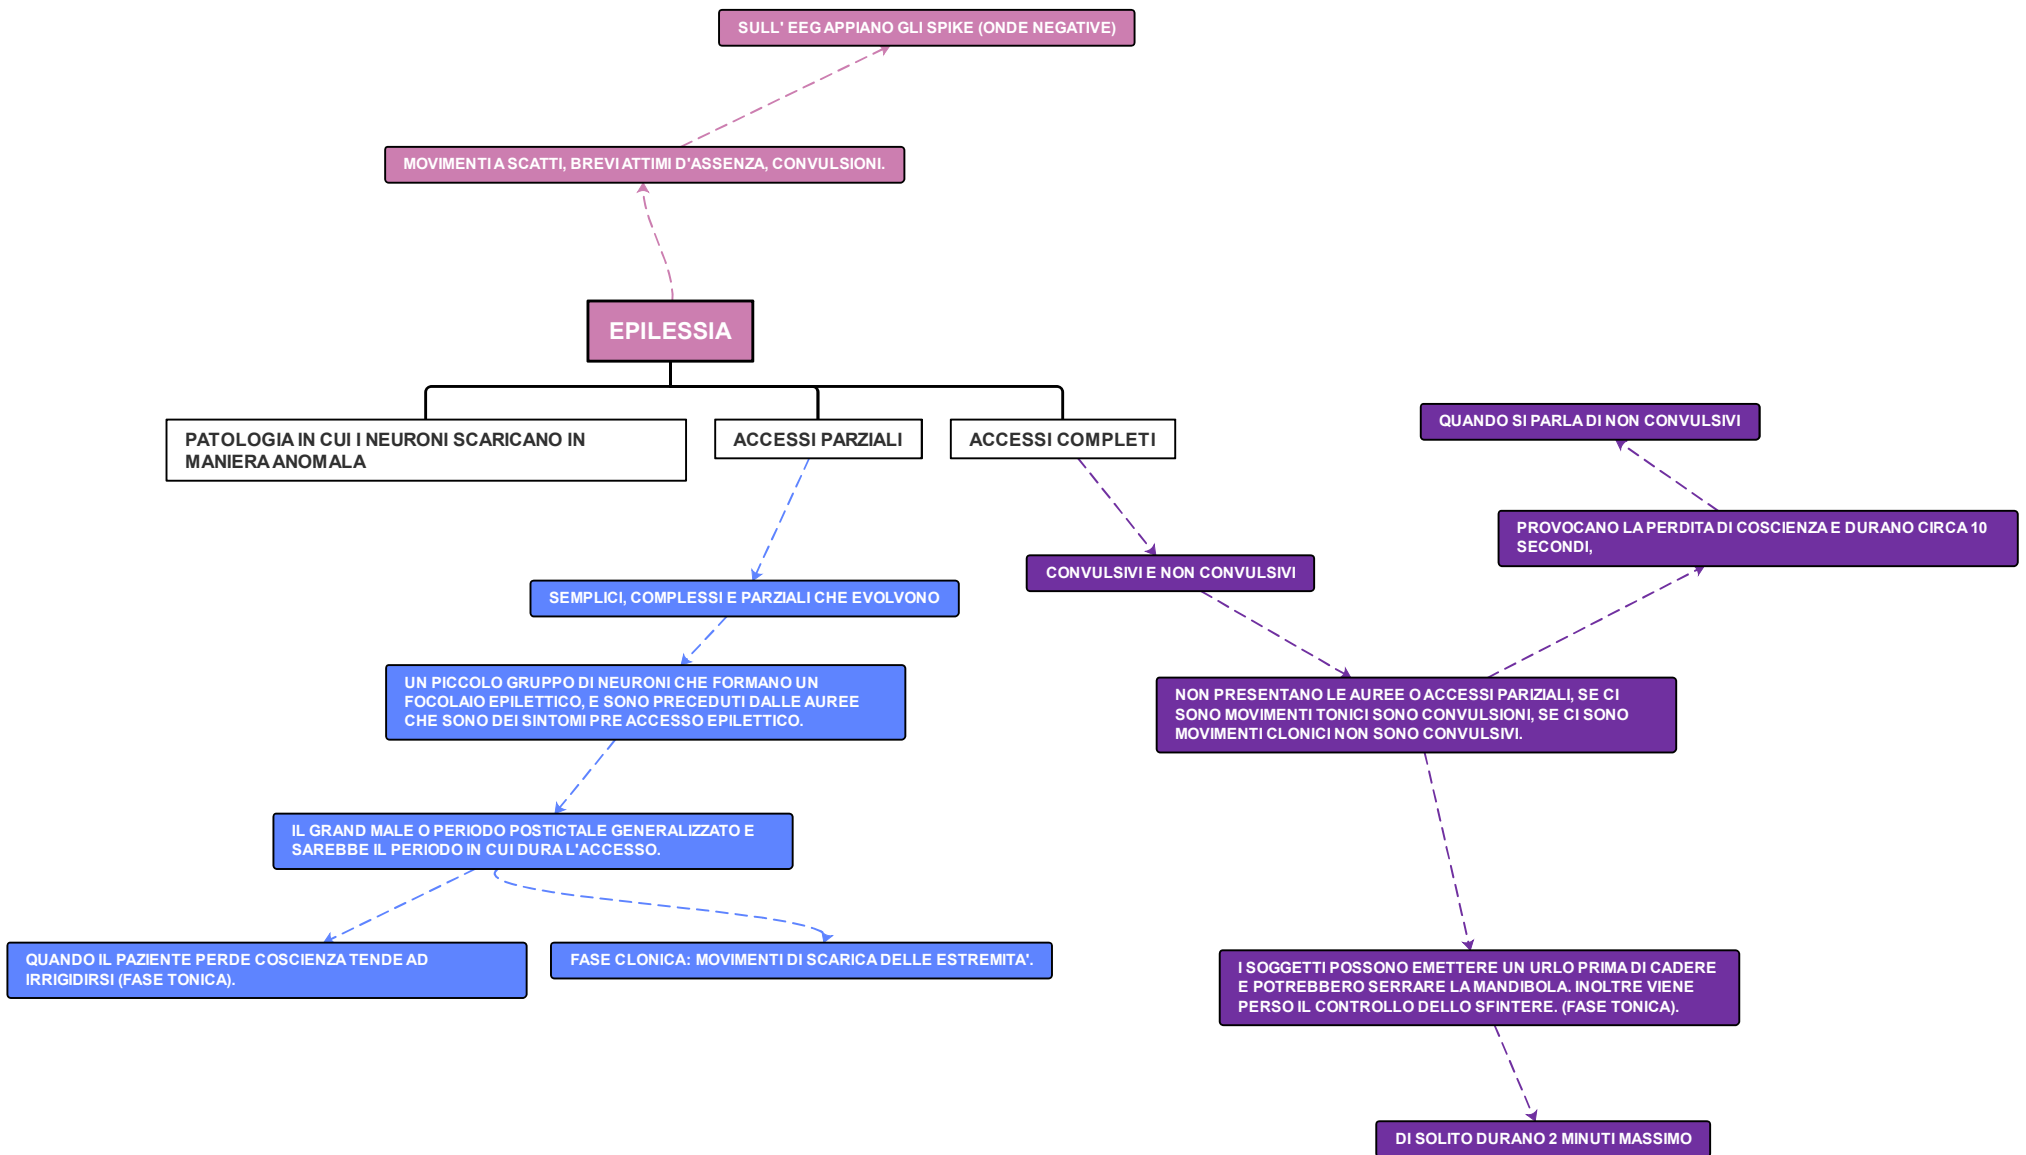 SULL' EEG APPIANO GLI SPIKE (ONDE NEGATIVE)
MOVIMENTI A SCATTI, BREVI ATTIMI D'ASSENZA, CONVULSIONI.
EPILESSIA
PATOLOGIA IN CUI I NEURONI SCARICANO IN
MANIERA ANOMALA
ACCESSI PARZIALI
ACCESSI COMPLETI
SEMPLICI, COMPLESSI E PARZIALI CHE EVOLVONO
UN PICCOLO GRUPPO DI NEURONI CHE FORMANO UN
FOCOLAIO EPILETTICO, E SONO PRECEDUTI DALLE AUREE
CHE SONO DEI SINTOMI PRE ACCESSO EPILETTICO.
IL GRAND MALE O PERIODO POSTICTALE GENERALIZZATO E
SAREBBE IL PERIODO IN CUI DURA L'ACCESSO.
QUANDO IL PAZIENTE PERDE COSCIENZA TENDE AD
IRRIGIDIRSI (FASE TONICA).
FASE CLONICA: MOVIMENTI DI SCARICA DELLE ESTREMITA'.
QUANDO SI PARLA DI NON CONVULSIVI
PROVOCANO LA PERDITA DI COSCIENZA E DURANO CIRCA 10
SECONDI,
CONVULSIVI E NON CONVULSIVI
NON PRESENTANO LE AUREE O ACCESSI PARIZIALI, SE CI
SONO MOVIMENTI TONICI SONO CONVULSIONI, SE CI SONO
MOVIMENTI CLONICI NON SONO CONVULSIVI.
I SOGGETTI POSSONO EMETTERE UN URLO PRIMA DI CADERE
E POTREBBERO SERRARE LA MANDIBOLA. INOLTRE VIENE
PERSO IL CONTROLLO DELLO SFINTERE. (FASE TONICA).
DI SOLITO DURANO 2 MINUTI MASSIMO